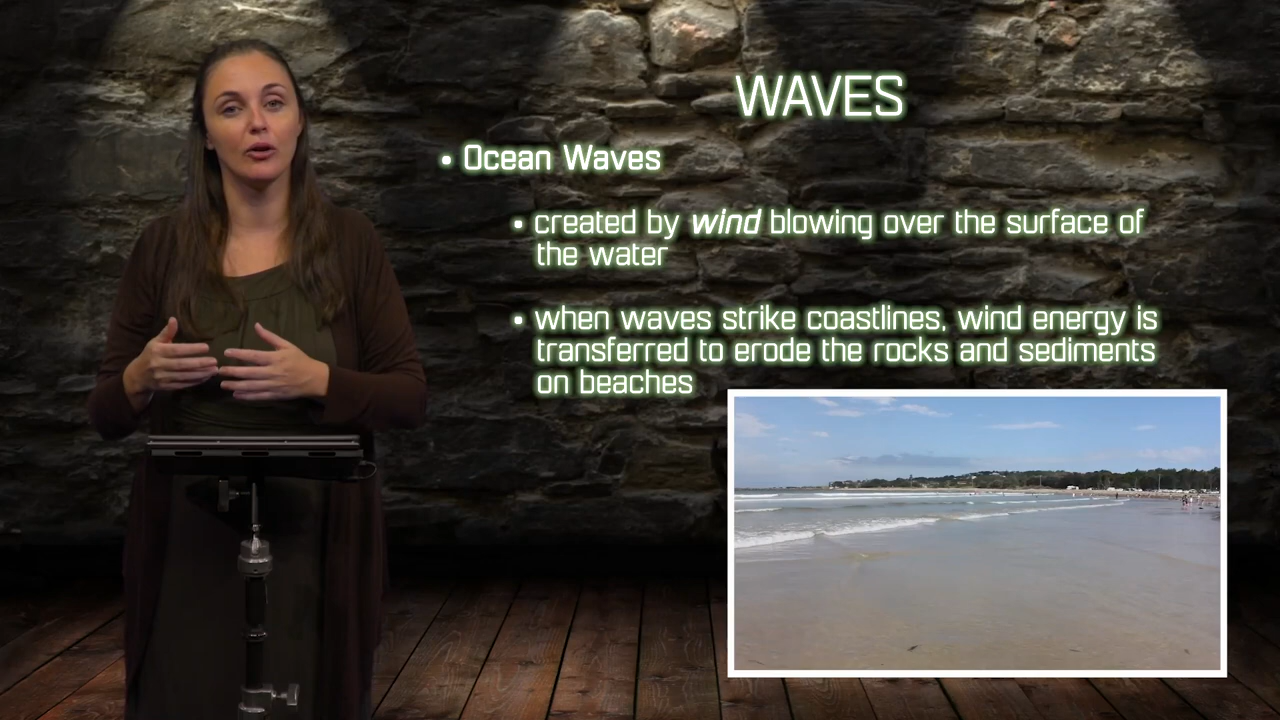 WAVES
• Ocean Waves
• created by wind blowing over the surface of
the water
• when waves strike coastlines, wind energy is
transferred to erode the rocks and sediments
on beaches